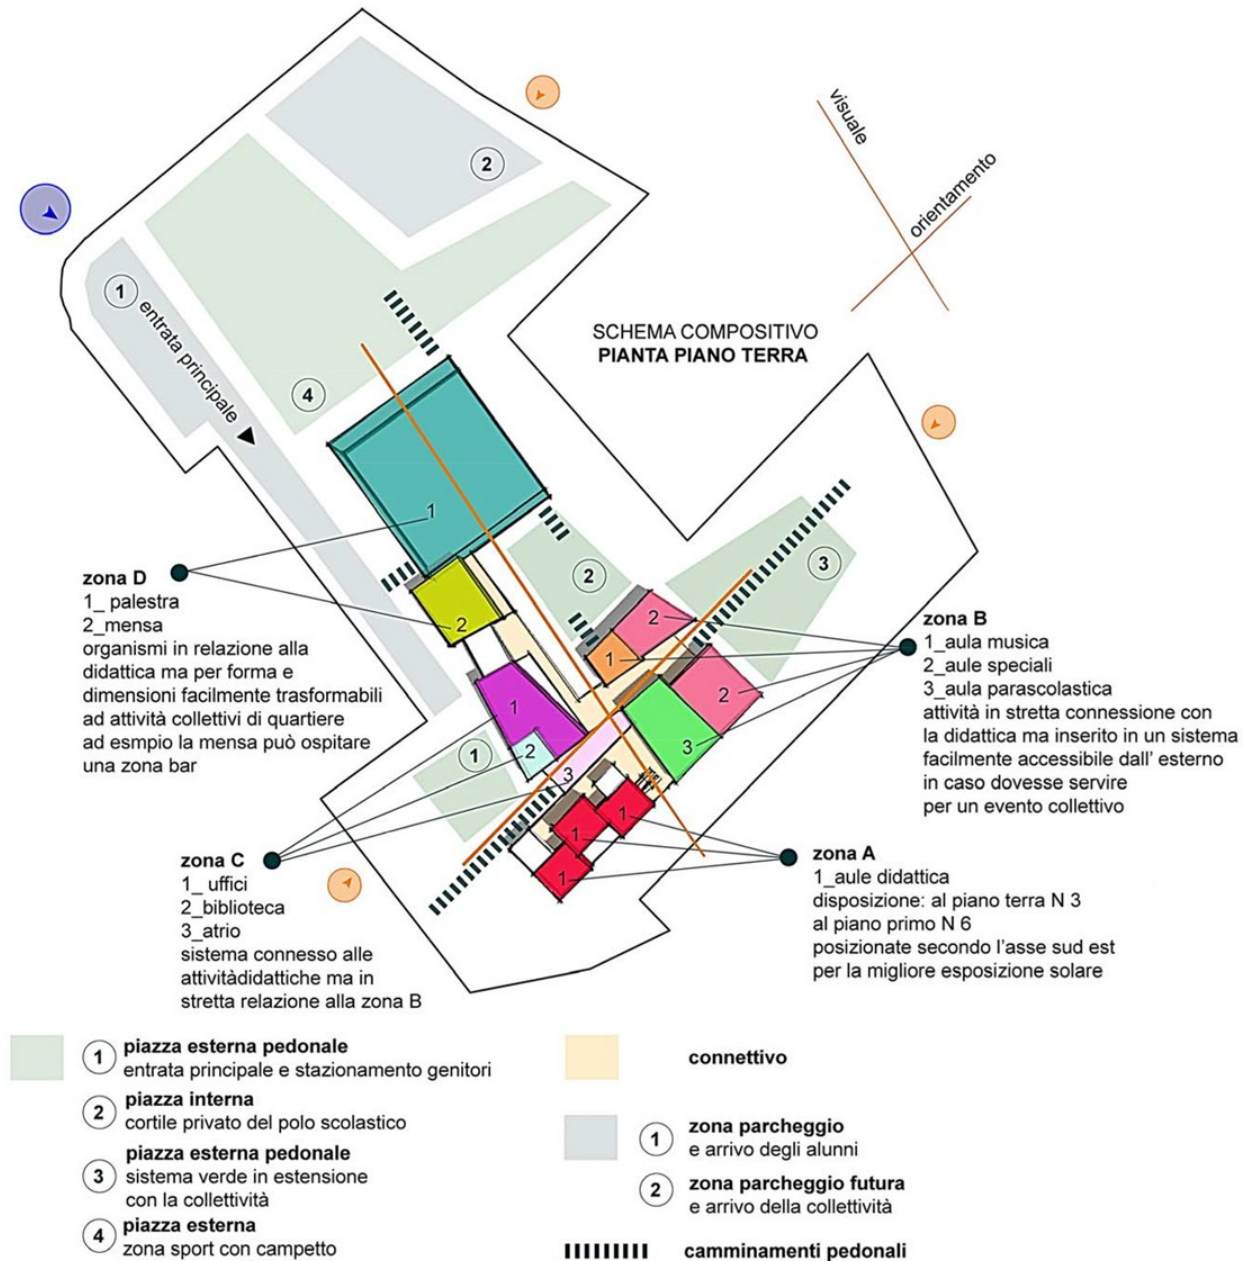 visuale
orientamento
2
1
entrata principale
4
SCHEMA COMPOSITIVO
PIANTA PIANO TERRA
1
2
3
2
2
1
2
3
1
2
3
1
1
1
1
zona D
1_ palestra
2_mensa
organismi in relazione alla
didattica ma per forma e
dimensioni facilmente trasformabili
ad attività collettivi di quartiere
ad esmpio la mensa può ospitare
una zona bar
zona B
1_aula musica
2_aule speciali
3_aula parascolastica
attività in stretta connessione con
la didattica ma inserito in un sistema
facilmente accessibile dall' esterno
in caso dovesse servire
per un evento collettivo
zona C
1_ uffici
2_biblioteca
3_atrio
sistema connesso alle
attivitàdidattiche ma in
stretta relazione alla zona B
zona A
1_aule didattica
disposizione: al piano terra N 3
al piano primo N 6
posizionate secondo l'asse sud est
per la migliore esposizione solare
1 piazza esterna pedonale
entrata principale e stazionamento genitori
2 piazza interna
cortile privato del polo scolastico
3 piazza esterna pedonale
sistema verde in estensione
con la collettività
4 piazza esterna
zona sport con campetto
connettivo
1 zona parcheggio
e arrivo degli alunni
2 zona parcheggio futura
e arrivo della collettività
camminamenti pedonali